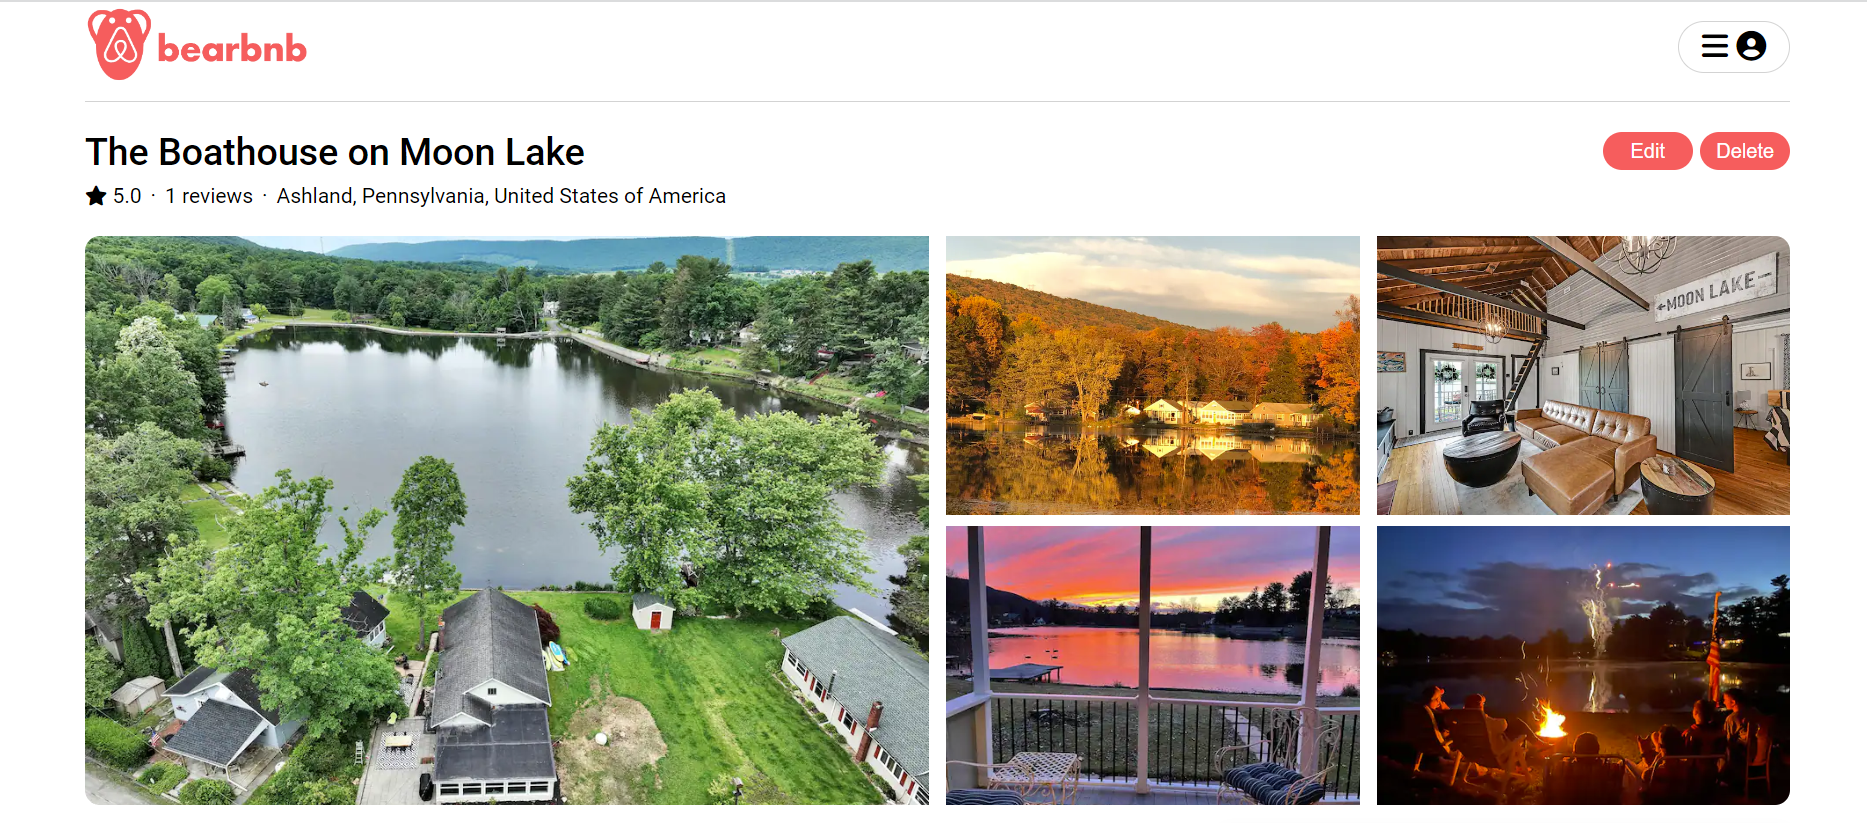 bearbnb
The Boathouse on Moon Lake
Edit
Delete
5.0 · 1 reviews · Ashland, Pennsylvania, United States of America
MOON LAKE